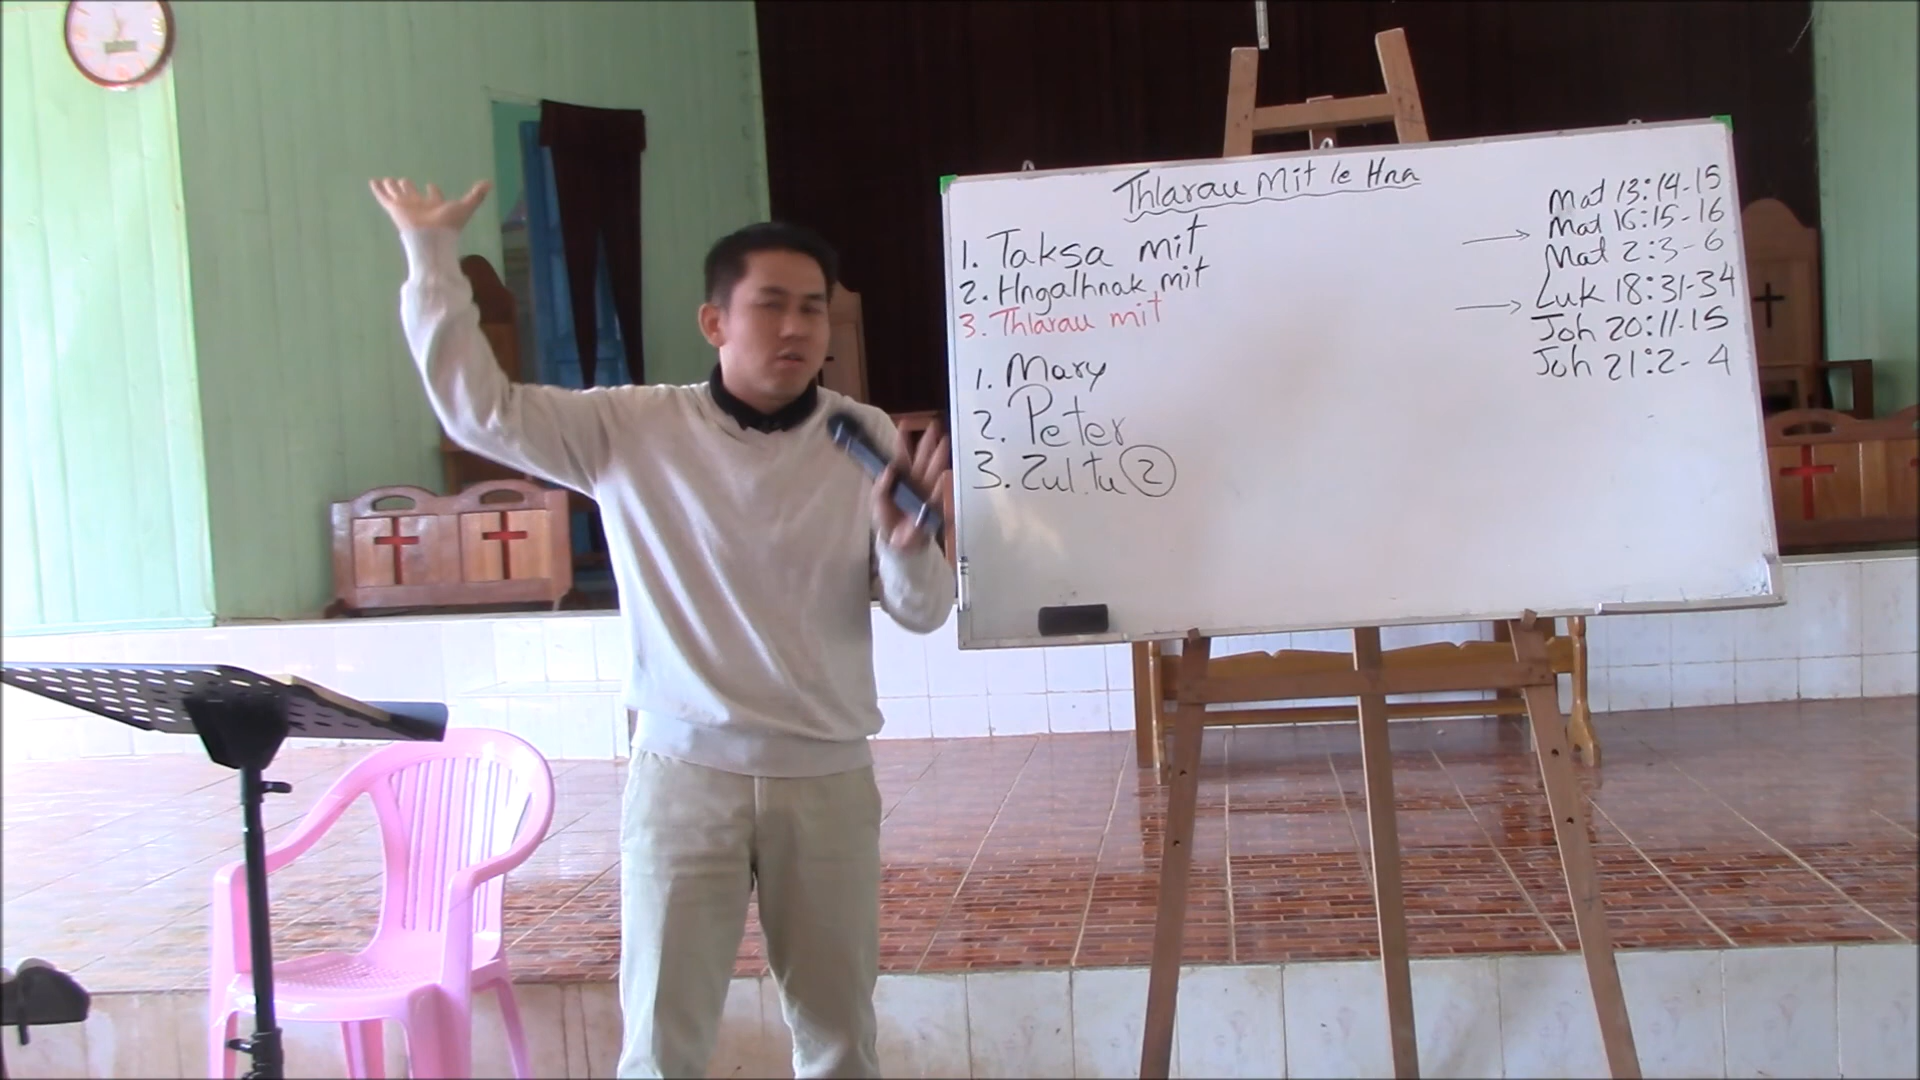 Thlarau Mit le Hna
1. Taksa mit
2. Hngalhnak mit
3. Thlarau mit
1. Mary
2. Peter
3. Zul.tu 2
Mat 13:14-15
Mat 16:15-16
Mat 2:3-6
Luk 18:31-34
Joh 20:11-15
Joh 21:2-4